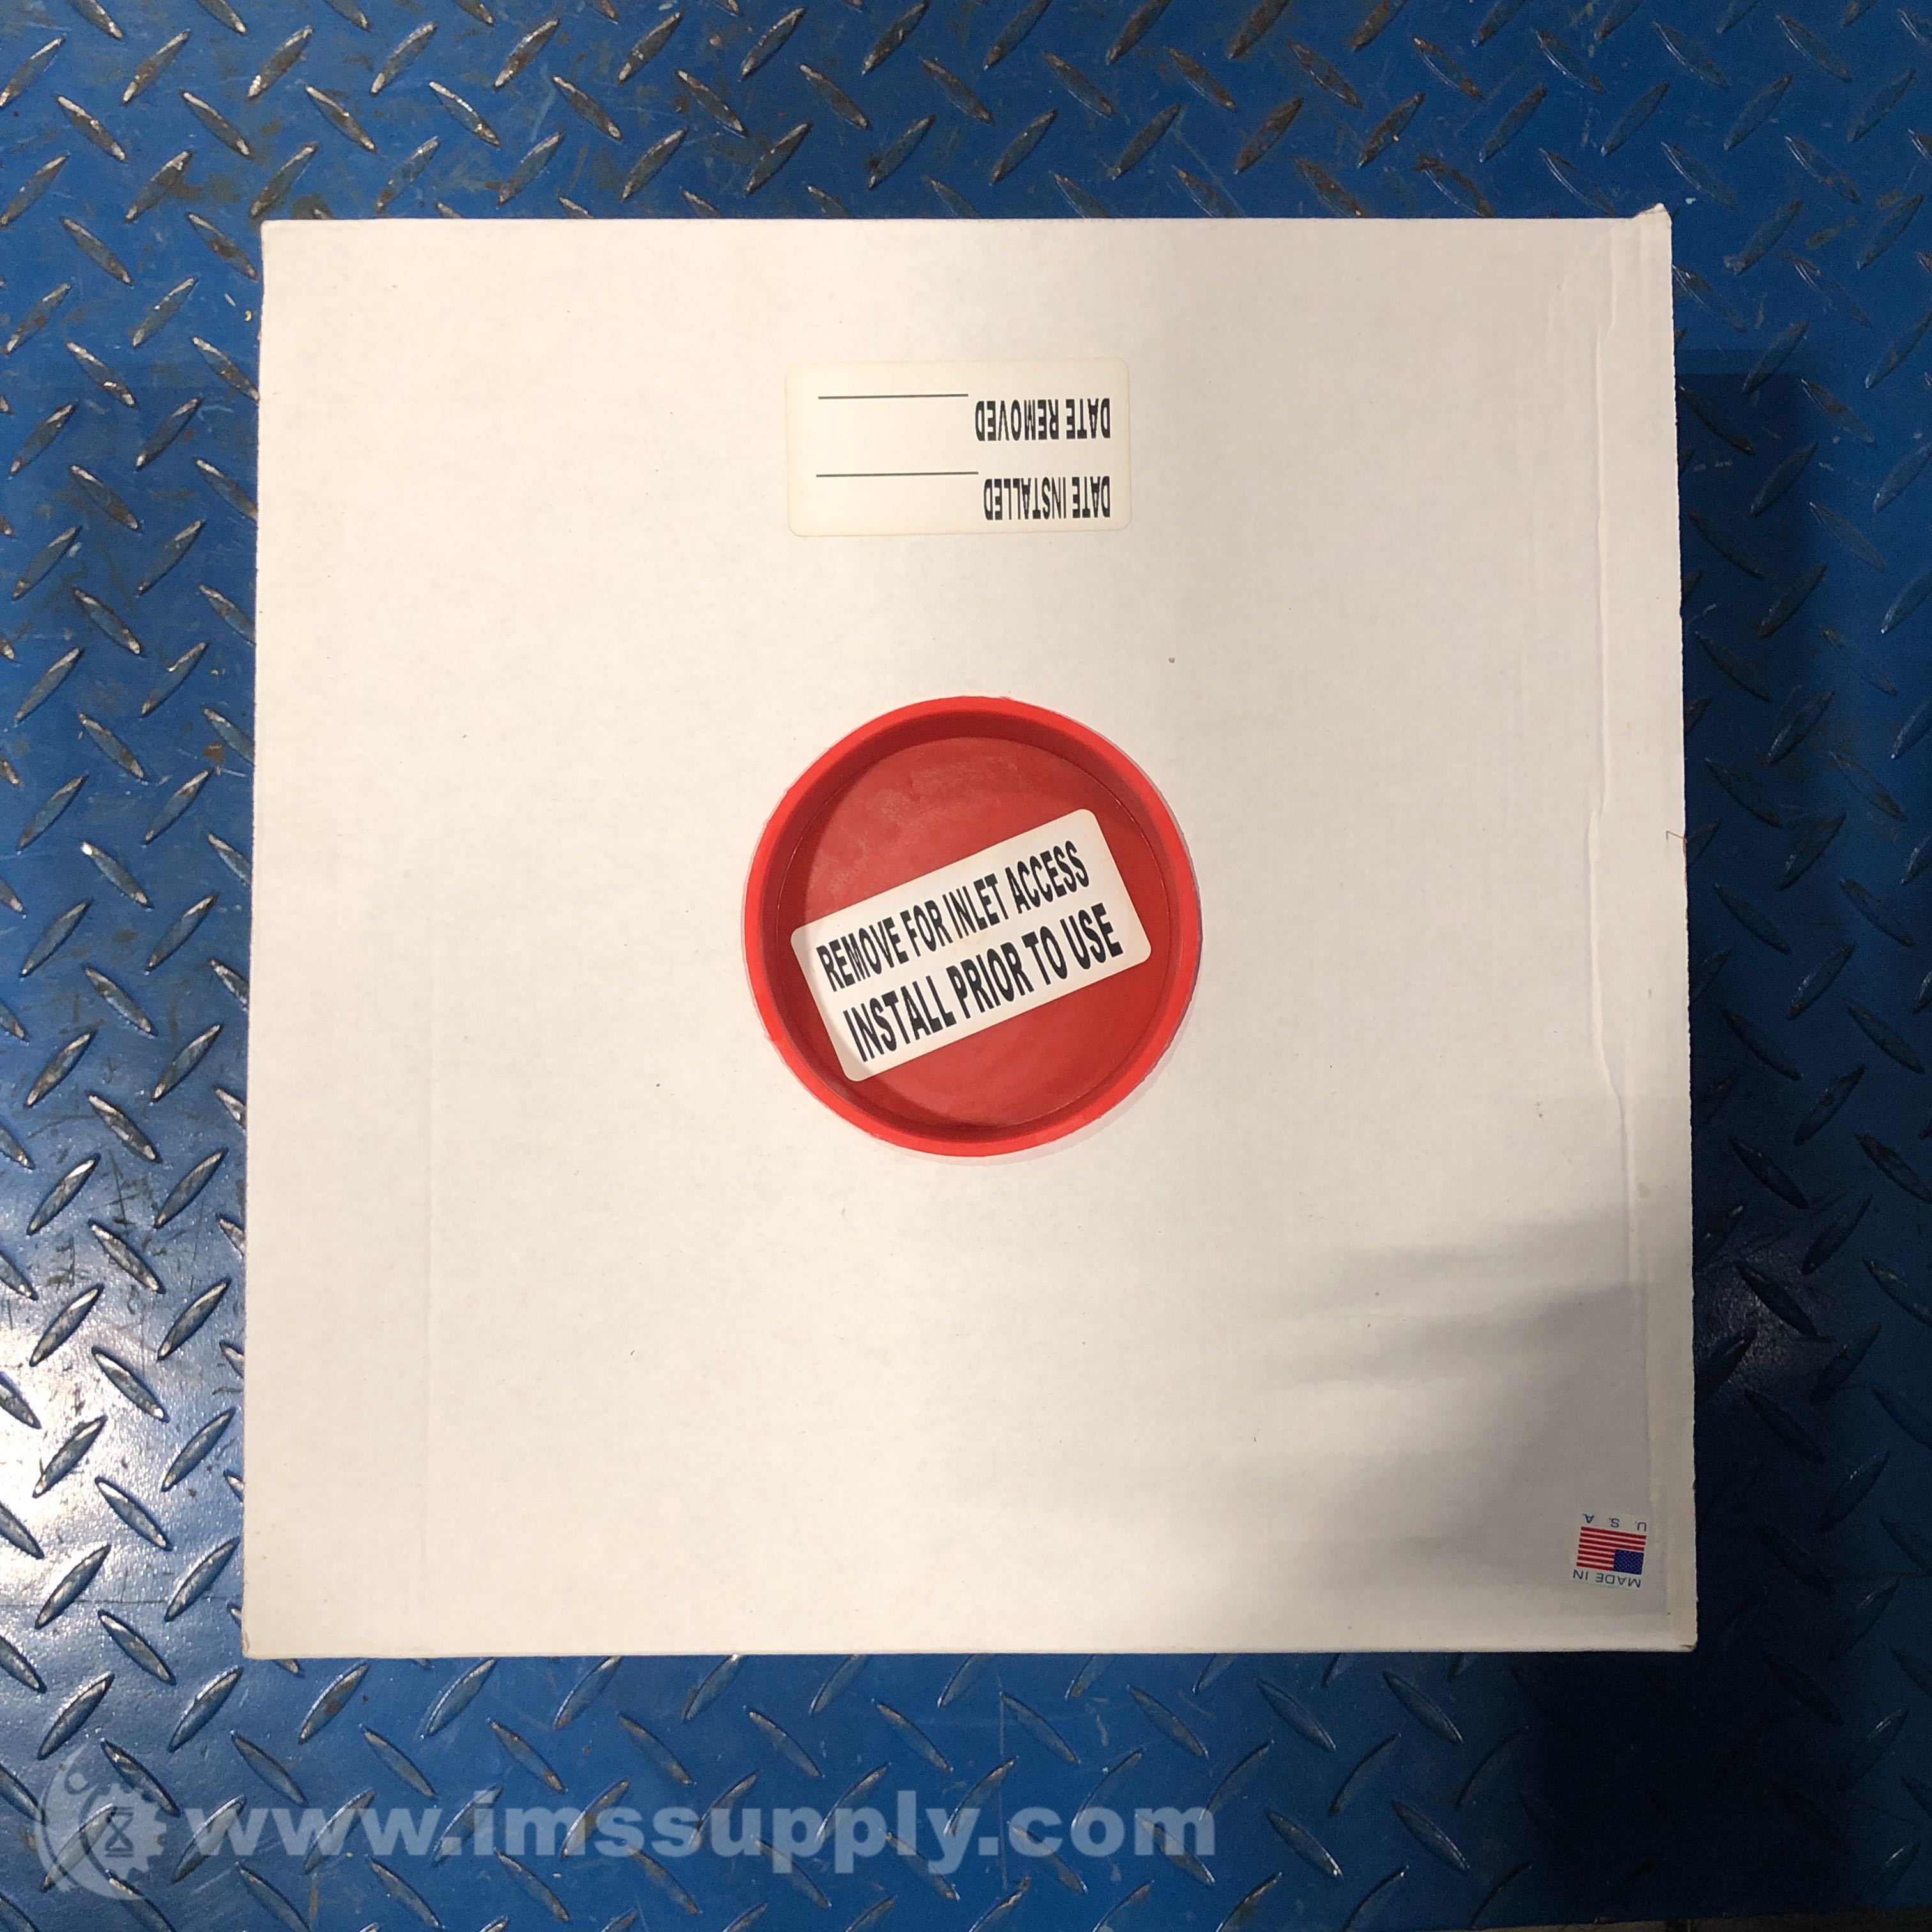 DATE INSTALLED
DATE REMOVED
REMOVE FOR INLET ACCESS
INSTALL PRIOR TO USE
MADE IN
U. S. A.
www.imssupply.com